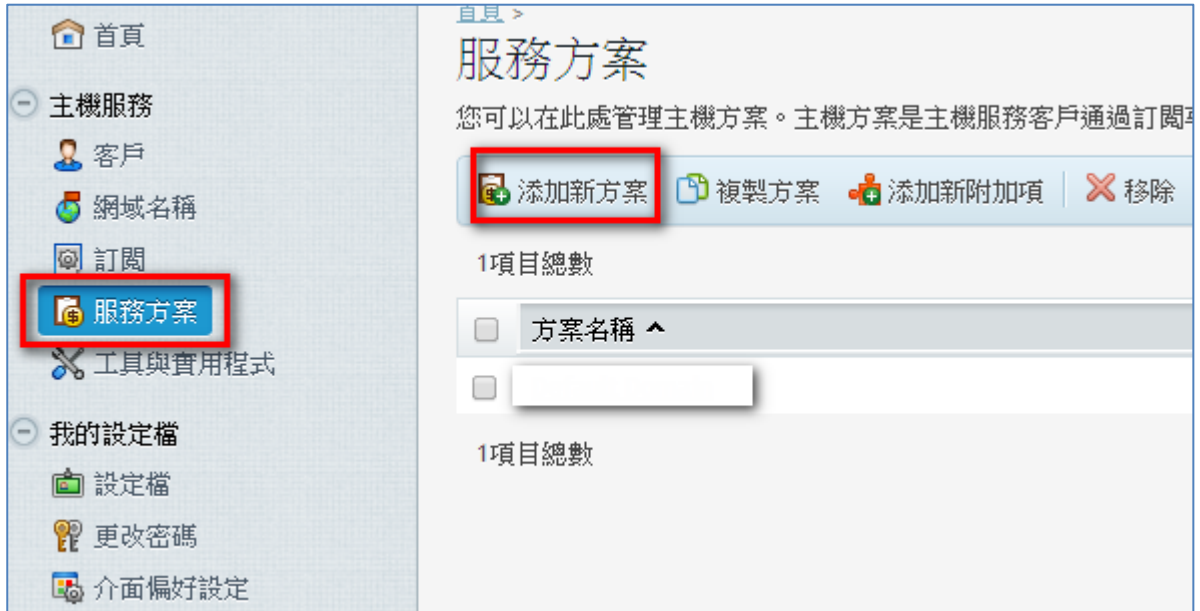 首頁
主機服務
客戶
網域名稱
訂閱
服務方案
工具與實用程式
我的設定檔
設定檔
更改密碼
介面偏好設定
首頁 >
服務方案
您可以在此處管理主機方案。主機方案是主機服務客戶通過訂閱
添加新方案 複製方案 添加新附加項 移除
1項目總數
方案名稱
1項目總數